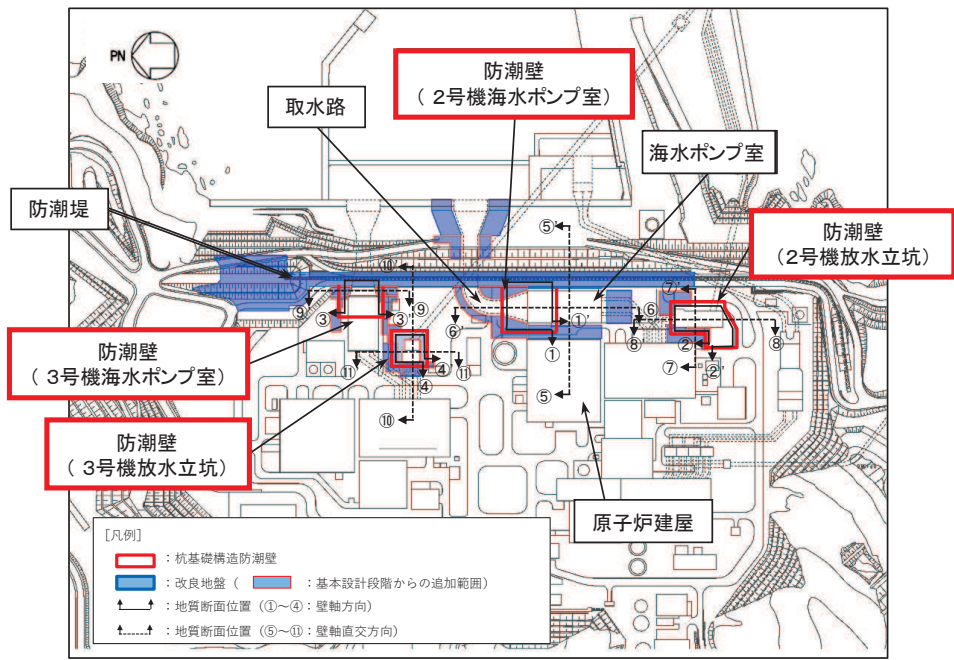 PN
防潮壁
（２号機海水ポンプ室）
取水路
海水ポンプ室
防潮堤
防潮壁
（２号機放水立坑）
⑤
⑩'
⑦'
⑨
⑨
③
③
⑥'
①'
⑥
①
⑧
⑧
②
②'
⑪
④
⑪
④
⑦
⑤
⑩
防潮壁
（３号機海水ポンプ室）
防潮壁
（３号機放水立坑）
原子炉建屋
［凡例］
：杭基礎構造防潮壁
：改良地盤（　：基本設計段階からの追加範囲）
：地質断面位置（①～④：壁軸方向）
：地質断面位置（⑤～⑪：壁軸直交方向）